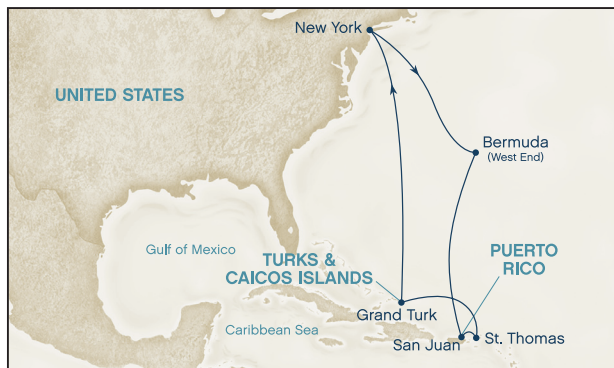 New York
UNITED STATES
Bermuda
(West End)
Gulf of Mexico
TURKS &
CAICOS ISLANDS
PUERTO
RICO
Grand Turk
Caribbean Sea
San Juan
St. Thomas